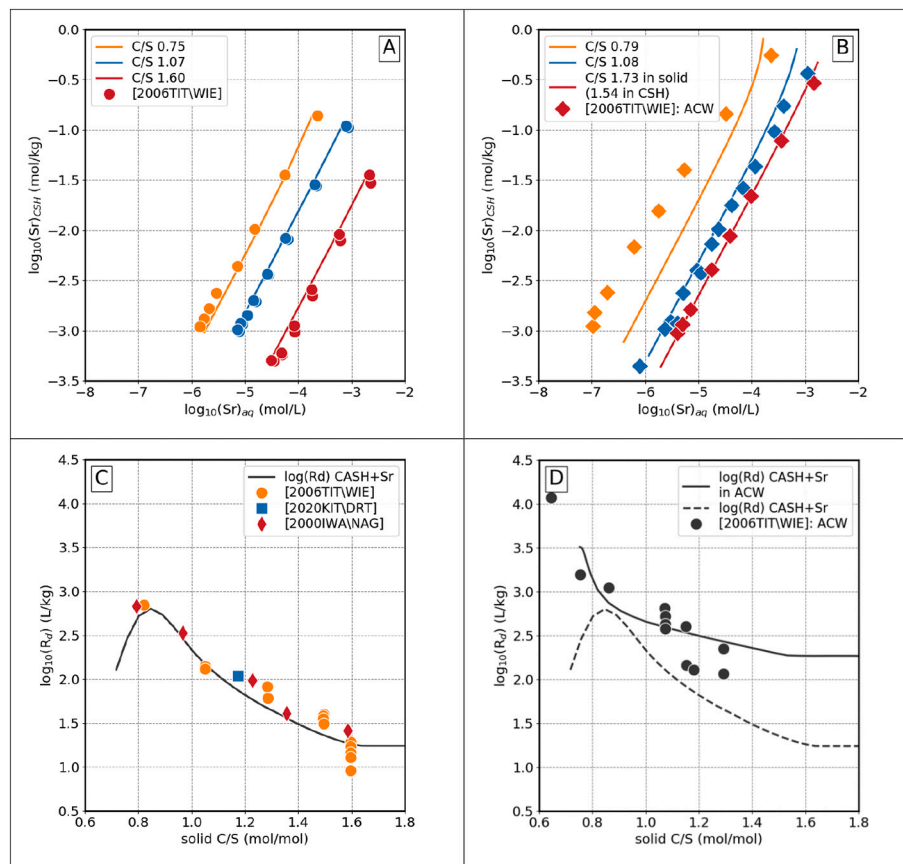 C/S 0.75
C/S 1.07
C/S 1.60
[2006TIT\WIE]
A
0.0
−0.5
−1.0
−1.5
−2.0
−2.5
−3.0
−3.5
log₁₀(Sr)CSH (mol/kg)
−8 −7 −6 −5 −4 −3 −2
log₁₀(Sr)aq (mol/L)
C/S 0.79
C/S 1.08
C/S 1.73 in solid
(1.54 in CSH)
[2006TIT\WIE]: ACW
B
0.0
−0.5
−1.0
−1.5
−2.0
−2.5
−3.0
−3.5
log₁₀(Sr)CSH (mol/kg)
−8 −7 −6 −5 −4 −3 −2
log₁₀(Sr)aq (mol/L)
C
log(Rd) CASH+Sr
[2006TIT\WIE]
[2020KIT\DRT]
[2000IWA\NAG]
4.5
4.0
3.5
3.0
2.5
2.0
1.5
1.0
0.5
log₁₀(Rd) (L/kg)
0.6 0.8 1.0 1.2 1.4 1.6 1.8
solid C/S (mol/mol)
D
log(Rd) CASH+Sr
in ACW
log(Rd) CASH+Sr
[2006TIT\WIE]: ACW
4.5
4.0
3.5
3.0
2.5
2.0
1.5
1.0
0.5
log₁₀(Rd) (L/kg)
0.6 0.8 1.0 1.2 1.4 1.6 1.8
solid C/S (mol/mol)